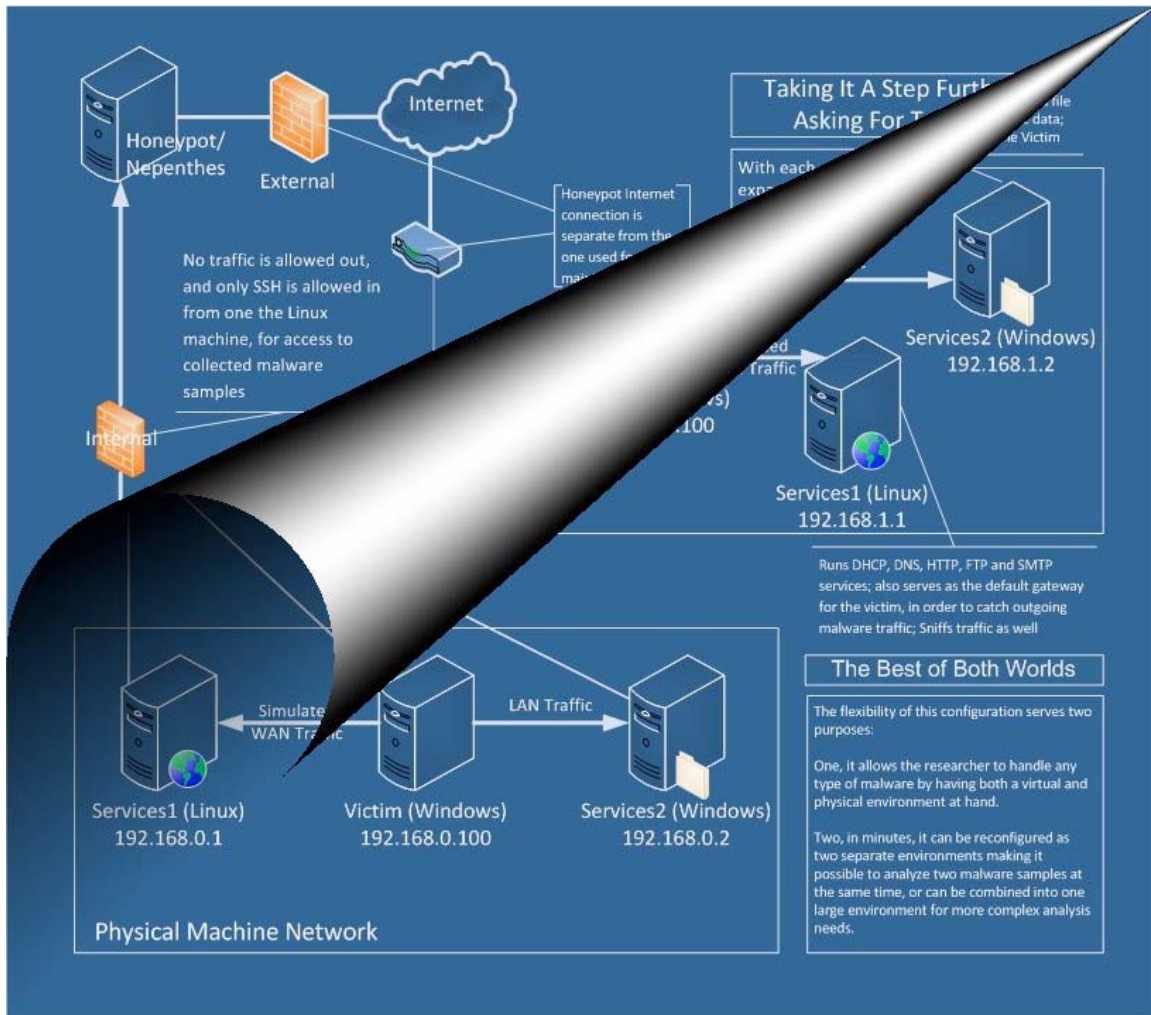 Internet
Honeypot/
Nepenthes
External
Honeypot Internet
connection is
separate from the
one used
No traffic is allowed out,
and only SSH is allowed in
from one the Linux
machine, for access to
collected malware
samples
Internal
Taking It A Step
Asking For
file
data;
Victim
With each
Services2 (Windows)
192.168.1.2
Traffic
100
Services1 (Linux)
192.168.1.1
Runs DHCP, DNS, HTTP, FTP and SMTP
services; also serves as the default gateway
for the victim, in order to catch outgoing
malware traffic; Sniffs traffic as well
Simulate
WAN Traffic
LAN Traffic
Services1 (Linux)
192.168.0.1
Victim (Windows)
192.168.0.100
Services2 (Windows)
192.168.0.2
Physical Machine Network
The Best of Both Worlds
The flexibility of this configuration serves two
purposes:
One, it allows the researcher to handle any
type of malware by having both a virtual and
physical environment at hand.
Two, in minutes, it can be reconfigured as
two separate environments making it
possible to analyze two malware samples at
the same time, or can be combined into one
large environment for more complex analysis
needs.